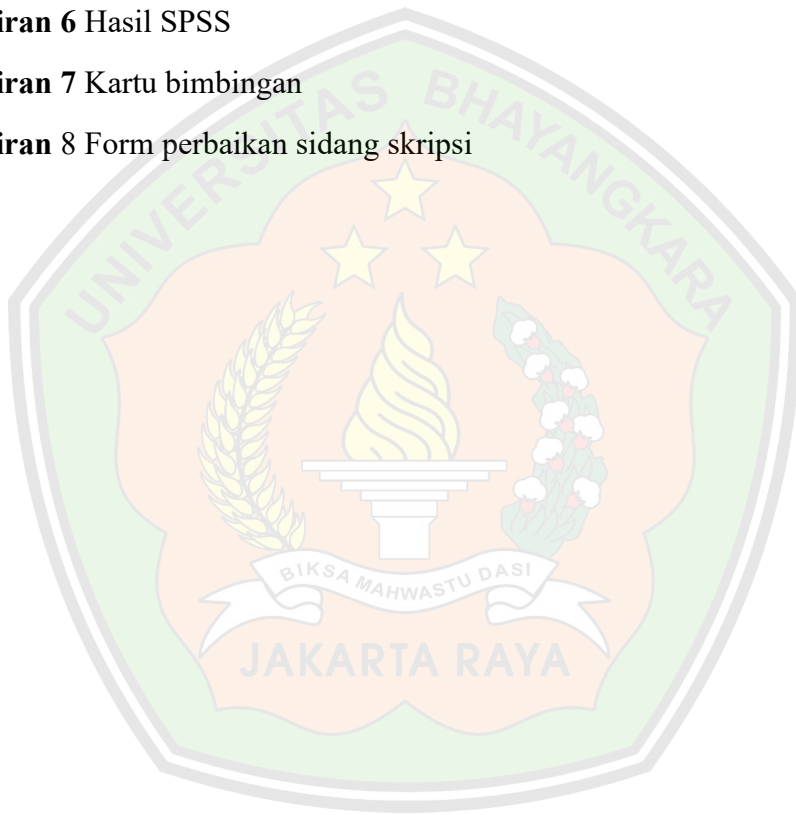 iran 6 Hasil SPSS
iran 7 Kartu bimbingan
iran 8 Form perbaikan sidang skripsi
UNIVERSITAS BHAYANGKARA
BIKSA MAHWASTU DASI
JAKARTA RAYA